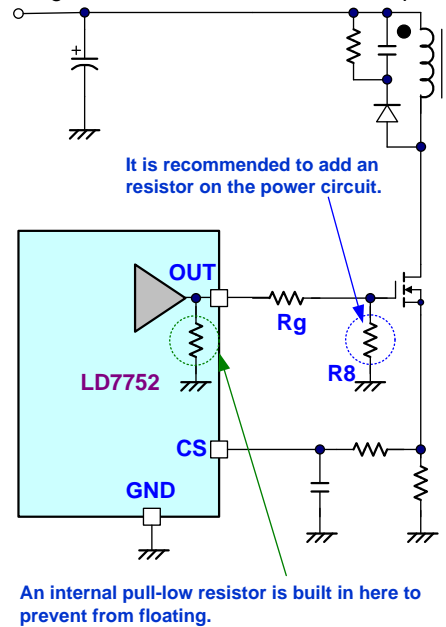 +
It is recommended to add an
resistor on the power circuit.
OUT
Rg
R8
LD7752
CS
GND
An internal pull-low resistor is built in here to
prevent from floating.